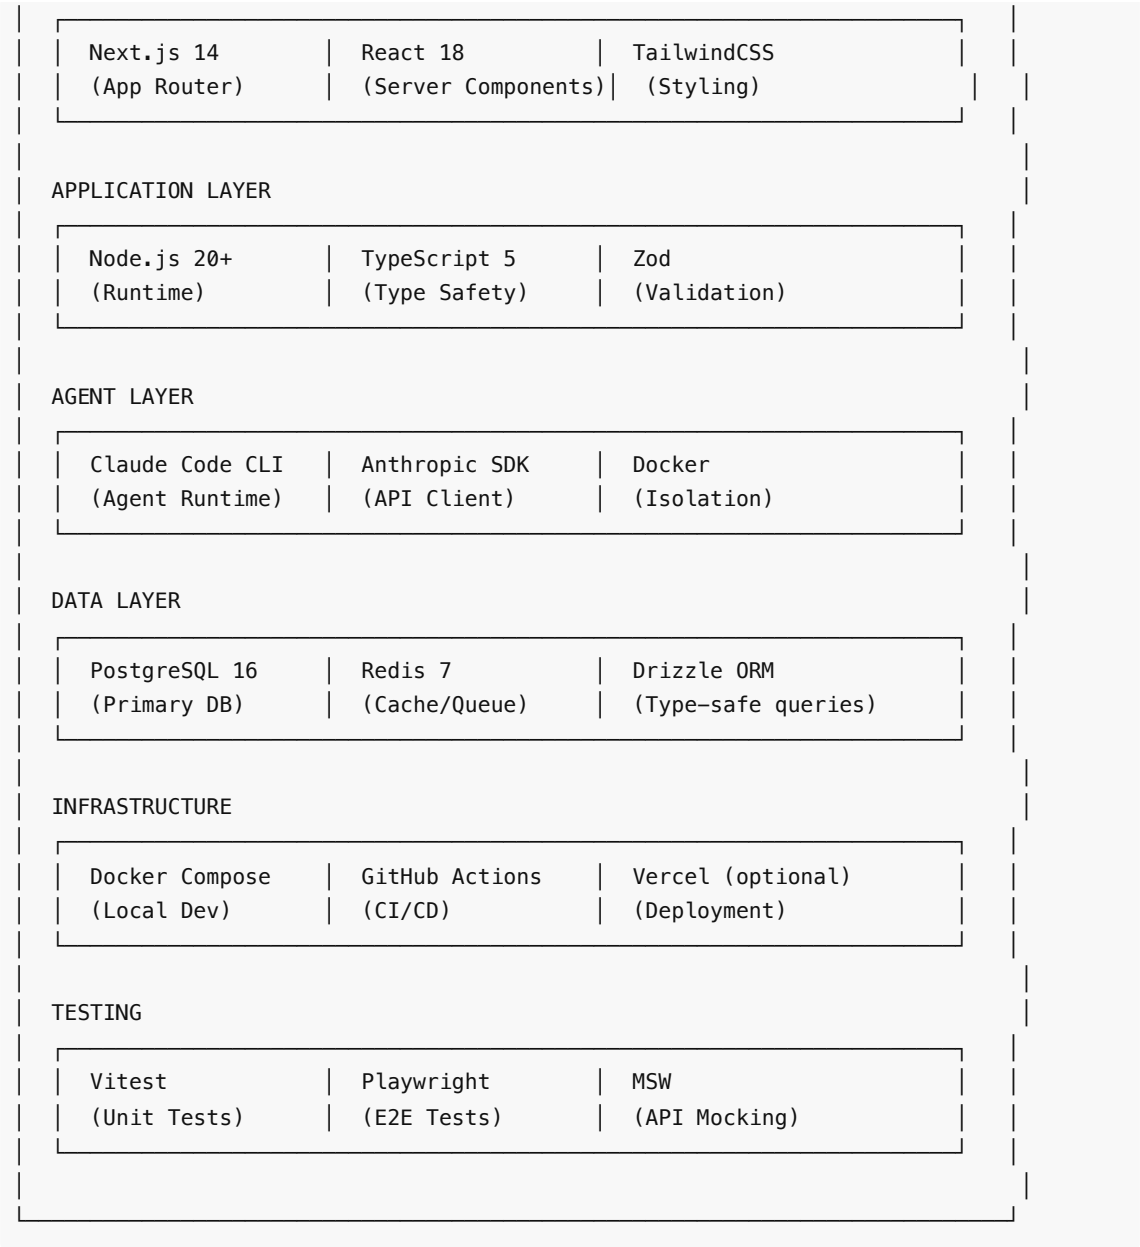 Next.js 14 │ React 18 │ TailwindCSS
(App Router) │ (Server Components)│ (Styling)
APPLICATION LAYER
Node.js 20+ │ TypeScript 5 │ Zod
(Runtime) │ (Type Safety) │ (Validation)
AGENT LAYER
Claude Code CLI │ Anthropic SDK │ Docker
(Agent Runtime) │ (API Client) │ (Isolation)
DATA LAYER
PostgreSQL 16 │ Redis 7 │ Drizzle ORM
(Primary DB) │ (Cache/Queue) │ (Type-safe queries)
INFRASTRUCTURE
Docker Compose │ GitHub Actions │ Vercel (optional)
(Local Dev) │ (CI/CD) │ (Deployment)
TESTING
Vitest │ Playwright │ MSW
(Unit Tests) │ (E2E Tests) │ (API Mocking)